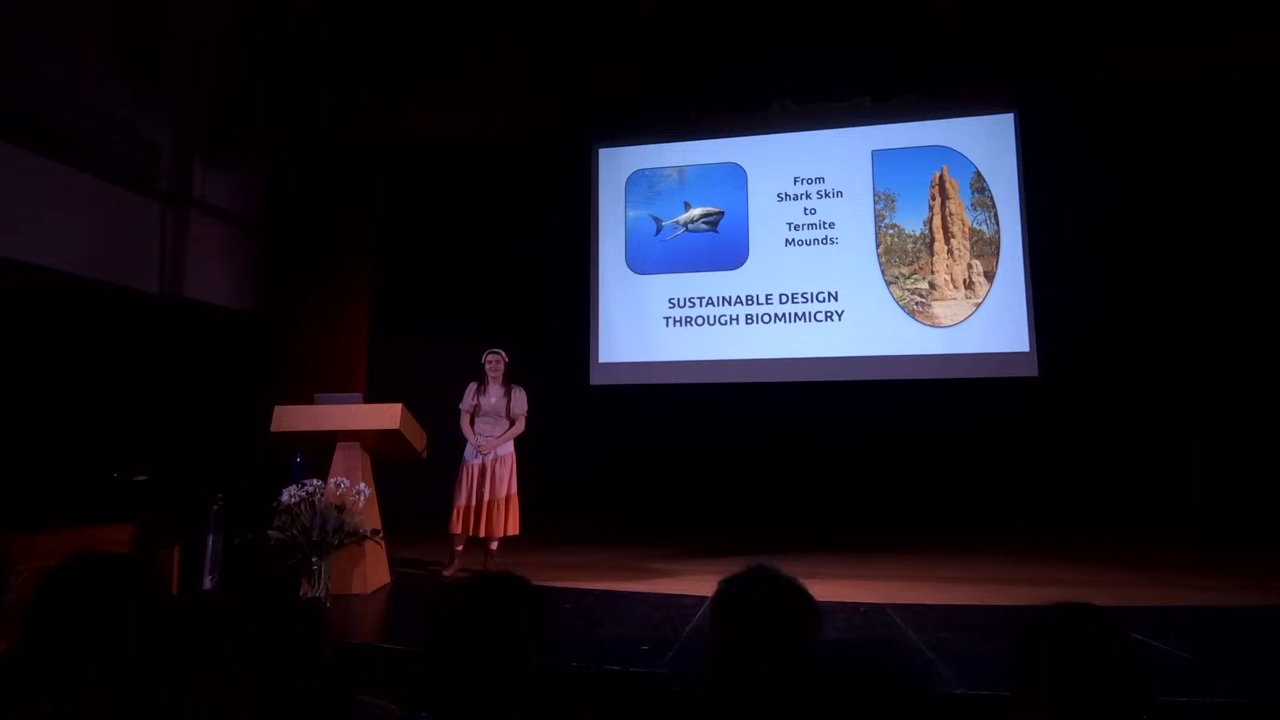 From
Shark Skin
to
Termite
Mounds:
SUSTAINABLE DESIGN
THROUGH BIOMIMICRY